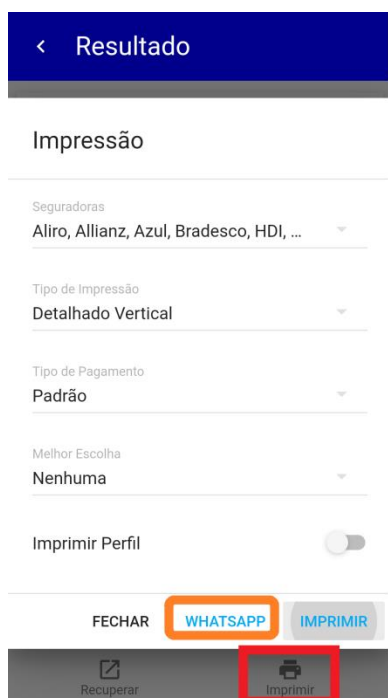 Resultado
Impressão
Seguradoras
Aliro, Allianz, Azul, Bradesco, HDI, ...
Tipo de Impressão
Detalhado Vertical
Tipo de Pagamento
Padrão
Melhor Escolha
Nenhuma
Imprimir Perfil
FECHAR WHATSAPP IMPRIMIR
Recuperar Imprimir